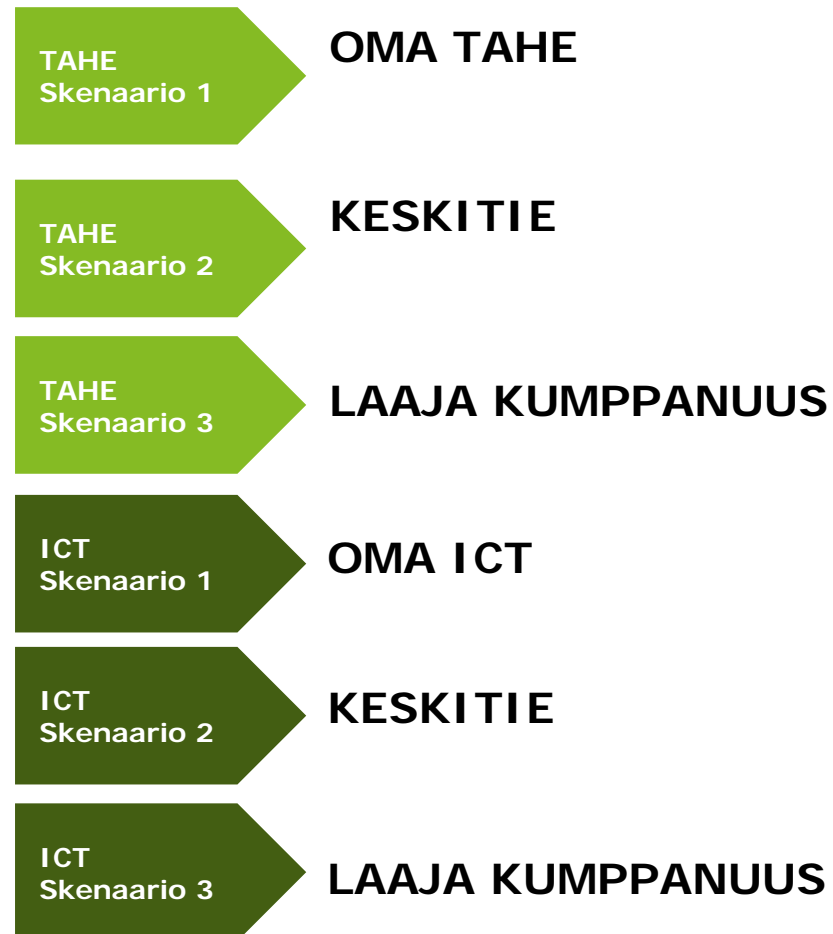 TAHE
Skenaario 1
OMA TAHE
TAHE
Skenaario 2
KESKITIE
TAHE
Skenaario 3
LAAJA KUMPPANUUS
ICT
Skenaario 1
OMA ICT
ICT
Skenaario 2
KESKITIE
ICT
Skenaario 3
LAAJA KUMPPANUUS